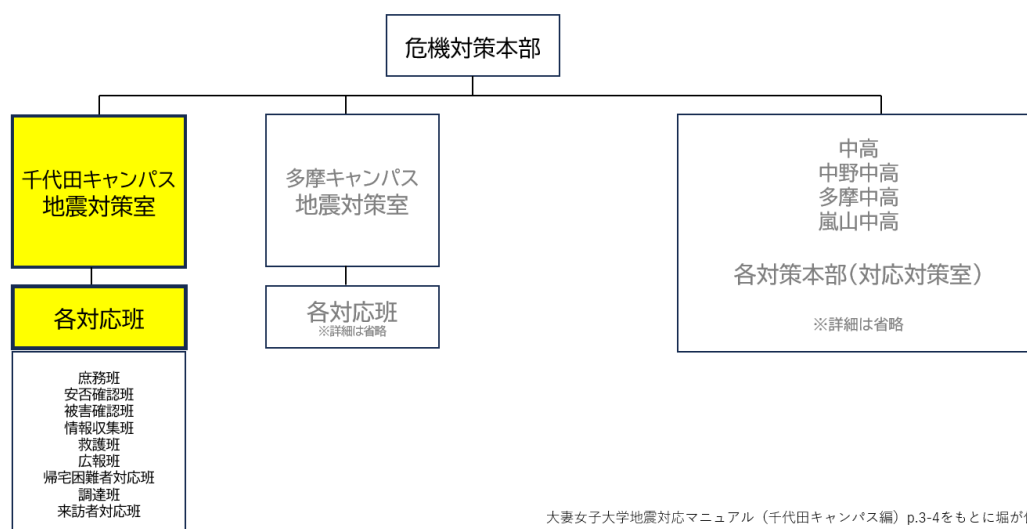 危機対策本部
千代田キャンパス
地震対策室
多摩キャンパス
地震対策室
中高
中野中高
多摩中高
嵐山中高
各対策本部(対応対策室)
※詳細は省略
各対応班
各対応班
※詳細は省略
庶務班
安否確認班
被害確認班
情報収集班
救護班
広報班
帰宅困難者対応班
調達班
来訪者対応班
大妻女子大学地震対応マニュアル（千代田キャンパス編）p.3-4をもとに堀が